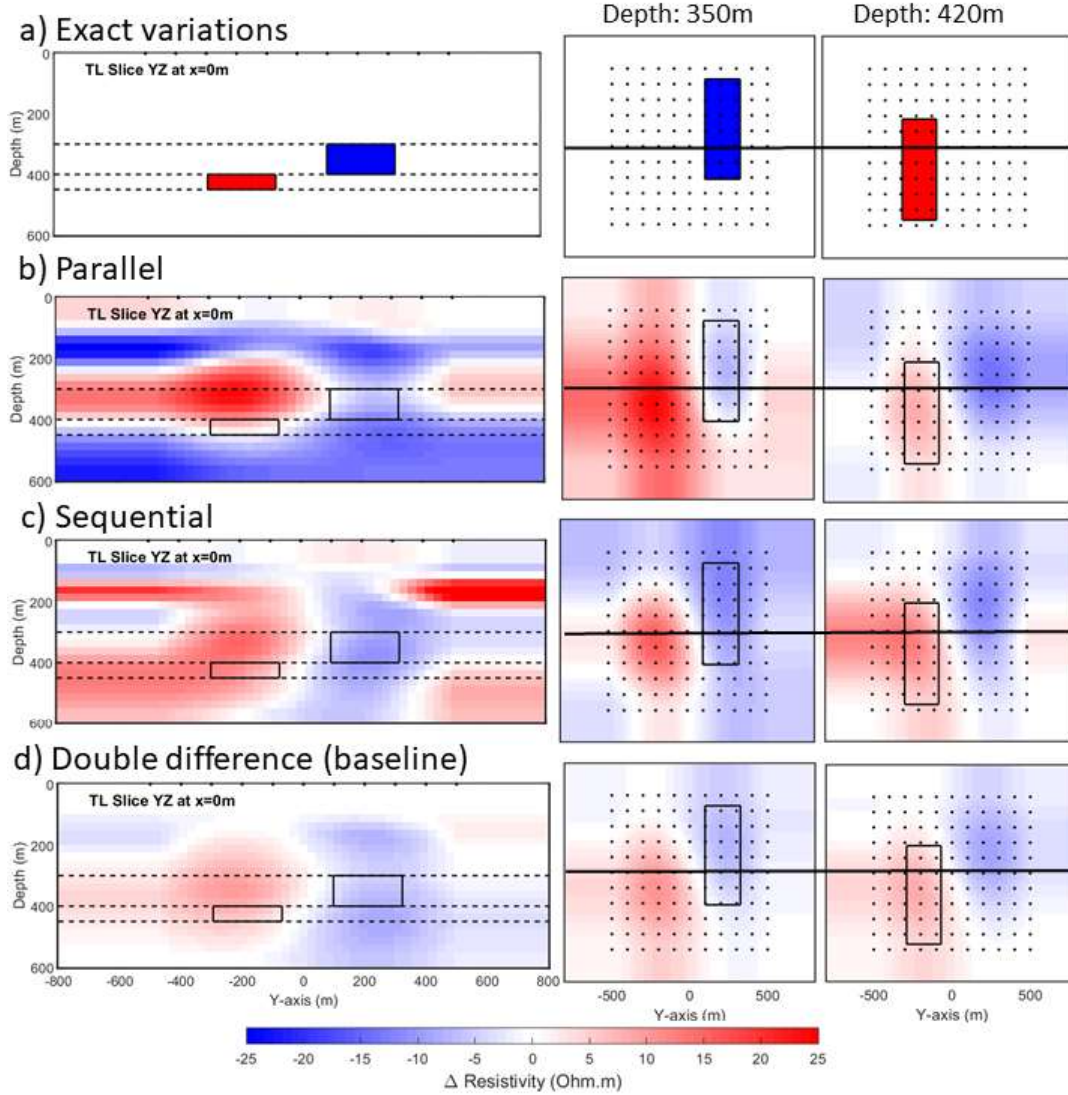 Depth: 350m Depth: 420m
a) Exact variations
TL Slice YZ at x=0m
0
200
400
600
Depth (m)
b) Parallel
TL Slice YZ at x=0m
0
200
400
600
Depth (m)
c) Sequential
TL Slice YZ at x=0m
0
200
400
600
Depth (m)
d) Double difference (baseline)
TL Slice YZ at x=0m
0
200
400
600
Depth (m)
-800 -600 -400 -200 0 200 400 600 800
Y-axis (m)
-500 0 500
Y-axis (m)
-500 0 500
Y-axis (m)
-25 -20 -15 -10 -5 0 5 10 15 20 25
Δ Resistivity (Ohm.m)